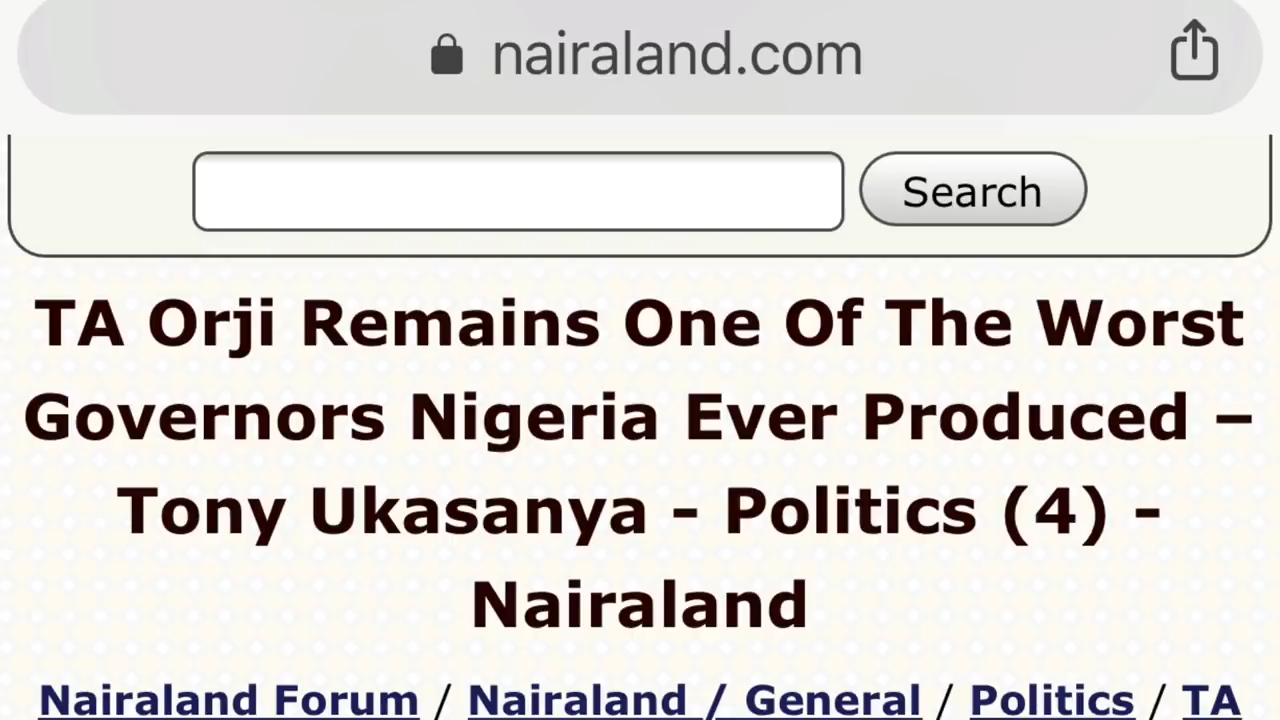 nairaland.com
Search
TA Orji Remains One Of The Worst
Governors Nigeria Ever Produced –
Tony Ukasanya - Politics (4) -
Nairaland
Nairaland Forum / Nairaland / General / Politics / TA